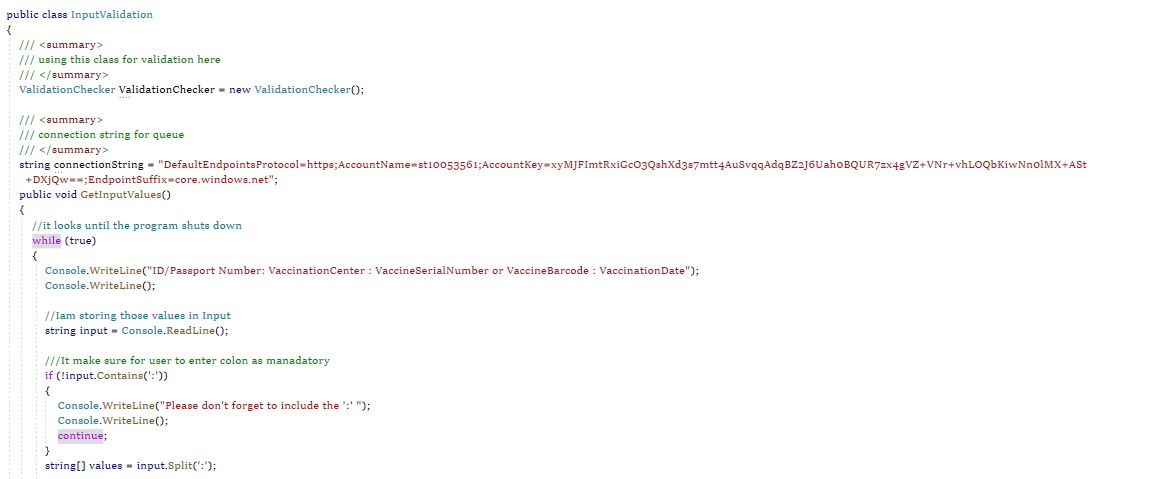 public class InputValidation
{
/// <summary>
/// using this class for validation here
/// </summary>
ValidationChecker ValidationChecker = new ValidationChecker();
/// <summary>
/// connection string for queue
/// </summary>
string connectionString = "DefaultEndpointsProtocol=https;AccountName=st10053561;AccountKey=xyMJFImtRxiGcO3QshXd3s7mtt4AuSvqqAdqBZ2J6Uah0BQUR7zx4gVZ+VNr+vhLOQbKiwNn0lMX+ASt
+DXjQw==;EndpointSuffix=core.windows.net";
public void GetInputValues()
{
//it looks until the program shuts down
while (true)
{
Console.WriteLine("ID/Passport Number: VaccinationCenter : VaccineSerialNumber or VaccineBarcode : VaccinationDate");
Console.WriteLine();
//Iam storing those values in Input
string input = Console.ReadLine();
///It make sure for user to enter colon as manadatory
if (!input.Contains(':'))
{
Console.WriteLine("Please don't forget to include the ':' ");
Console.WriteLine();
continue;
}
string[] values = input.Split(':');